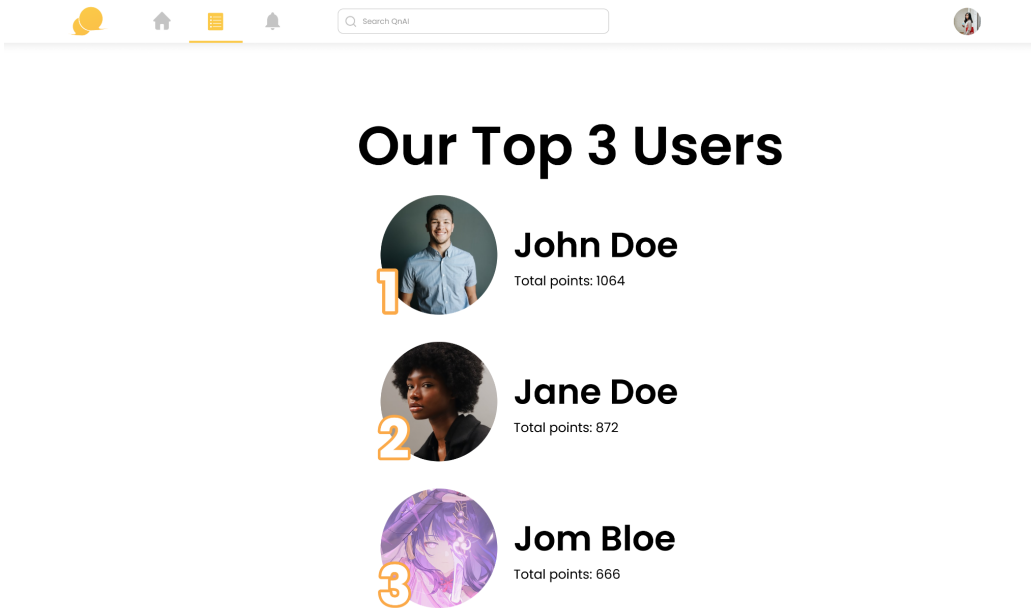 Search QnAi
Our Top 3 Users
1
John Doe
Total points: 1064
2
Jane Doe
Total points: 872
3
Jom Bloe
Total points: 666